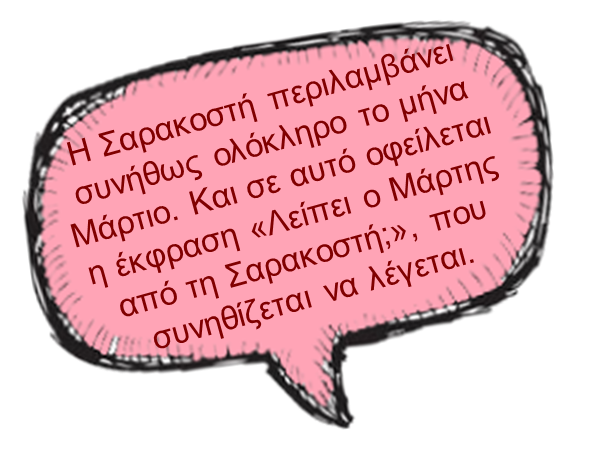 Η Σαρακοστή περιλαμβάνει
συνήθως ολόκληρο το μήνα
Μάρτιο. Και σε αυτό οφείλεται
η έκφραση «Λείπει ο Μάρτης
από τη Σαρακοστή;», που
συνηθίζεται να λέγεται.